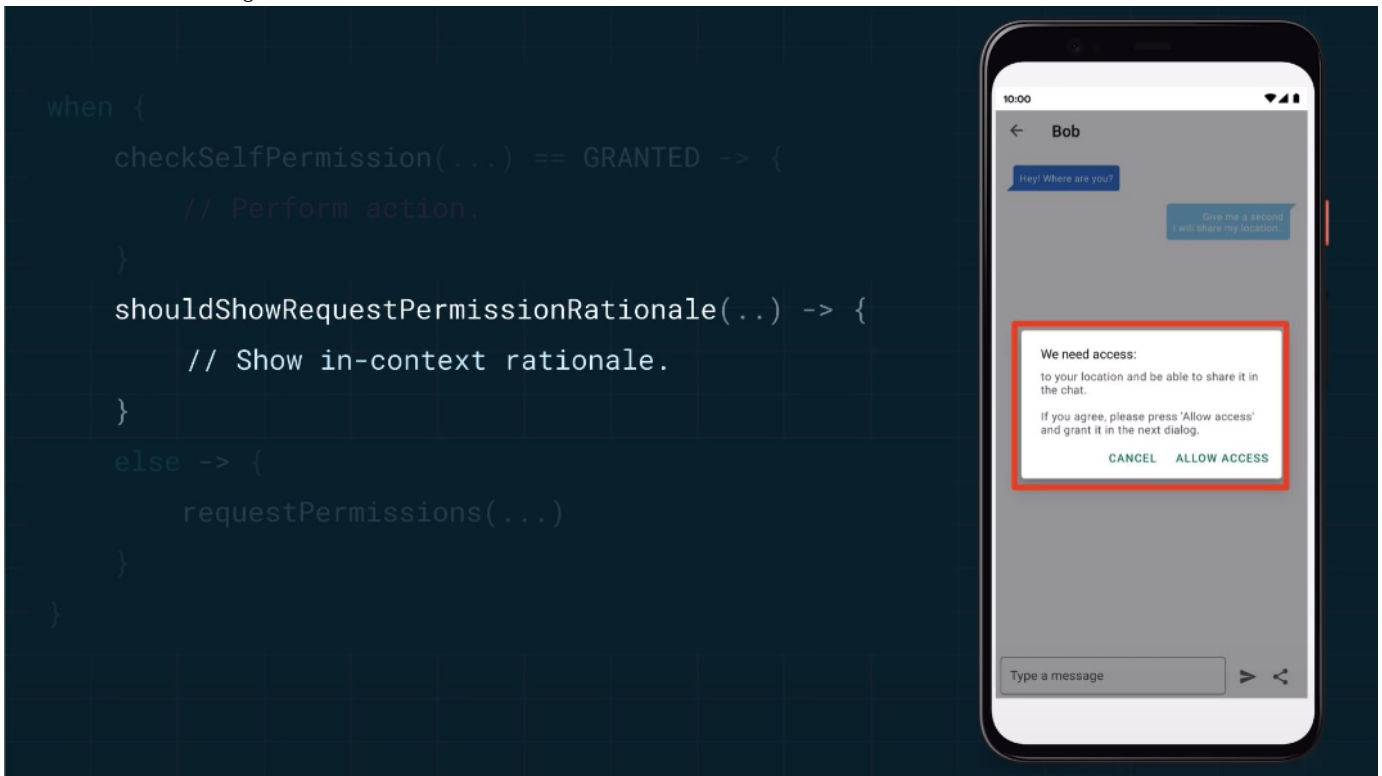 when {
checkSelfPermission(...) == GRANTED -> {
// Perform action.
}
shouldShowRequestPermissionRationale(..) -> {
// Show in-context rationale.
}
else -> {
requestPermissions(...)
}
}
10:00
Bob
Hey! Where are you?
Give me a second
I will share my location...
We need access:
to your location and be able to share it in
the chat.
If you agree, please press 'Allow access'
and grant it in the next dialog.
CANCEL ALLOW ACCESS
Type a message